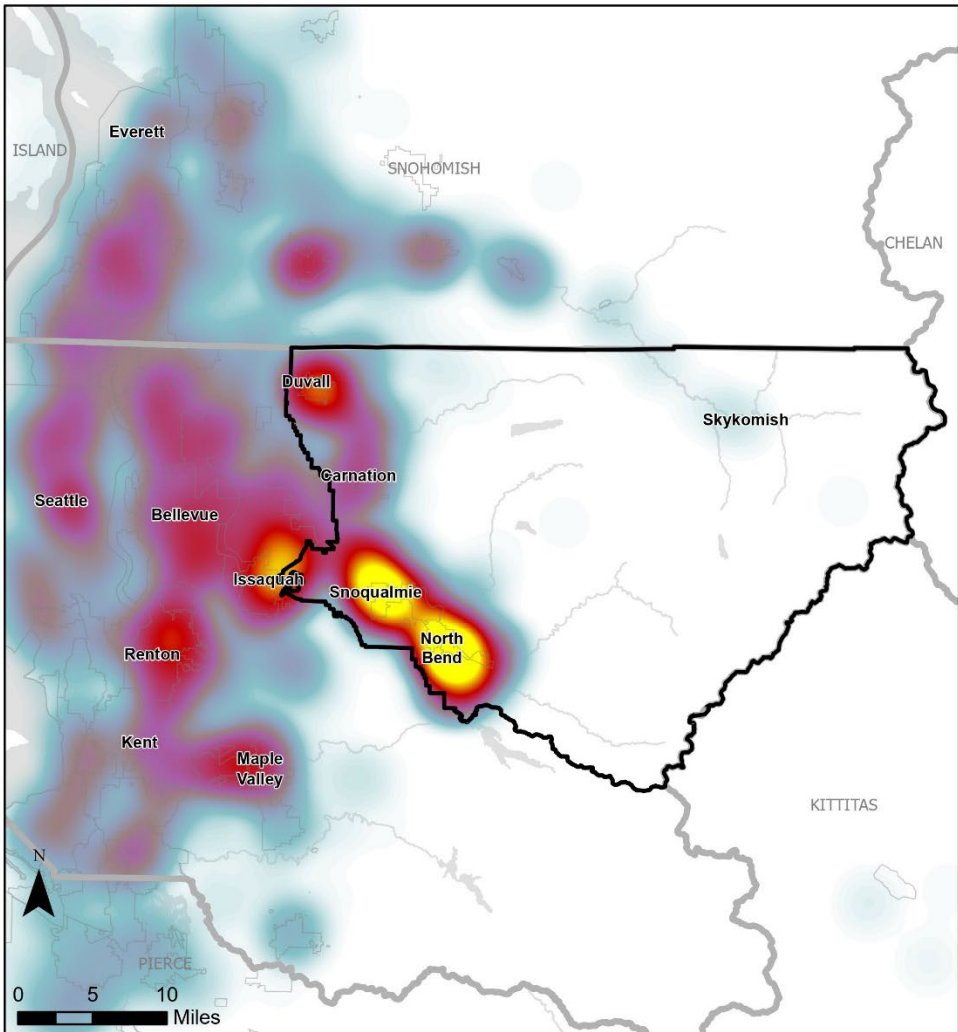 Everett
ISLAND
SNOHOMISH
CHELAN
Duvall
Skykomish
Carnation
Seattle
Bellevue
Issaquah
Snoqualmie
North
Bend
Renton
Kent
Maple
Valley
KITTITAS
N
PIERCE
0 5 10
Miles